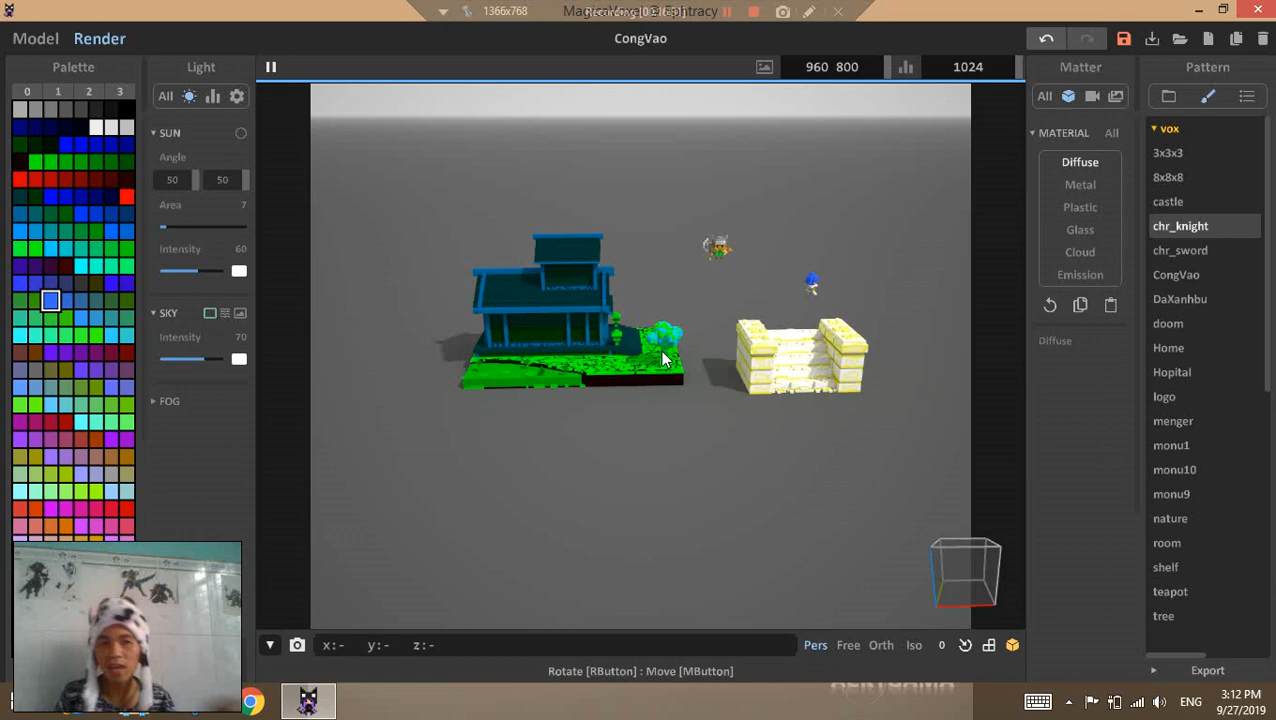 1366x768
MagicaVoxel @ Ephtracy
Model Render
CongVao
Palette
0 1 2 3
Light
All
SUN
Angle
50 50
Area 7
Intensity 60
SKY
Intensity 70
FOG
960 800
1024
Matter
All
MATERIAL All
Diffuse
Metal
Plastic
Glass
Cloud
Emission
Diffuse
Pattern
vox
3x3x3
8x8x8
castle
chr_knight
chr_sword
CongVao
DaXanhbu
doom
Home
Hopital
logo
menger
monu1
monu10
monu9
nature
room
shelf
teapot
tree
Export
x:- y:- z:-
Pers Free Orth Iso 0
Rotate [RButton] : Move [MButton]
ENG
3:12 PM
9/27/2019